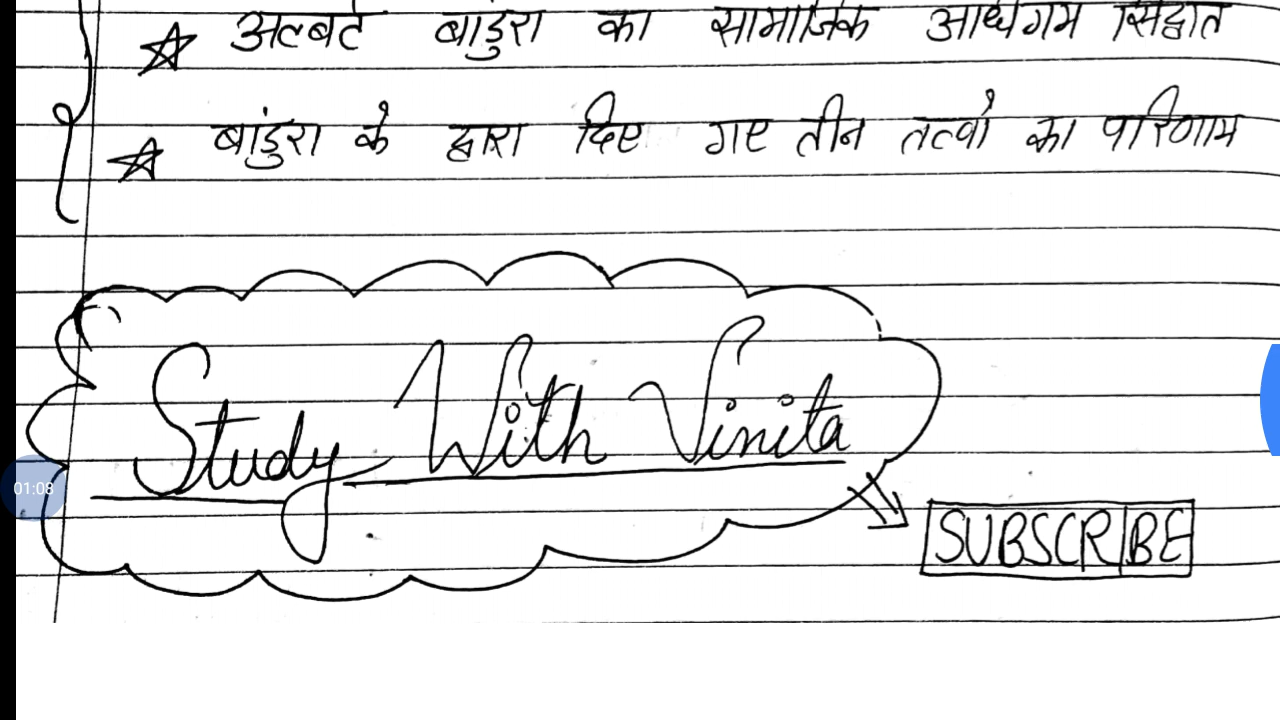 अल्बर्ट बांडुरा का सामाजिक अधिगम सिद्धांत
बांडुरा के द्वारा दिए गए तीन तत्वो का परिणाम
Study With Vinita
01:08
SUBSCRIBE